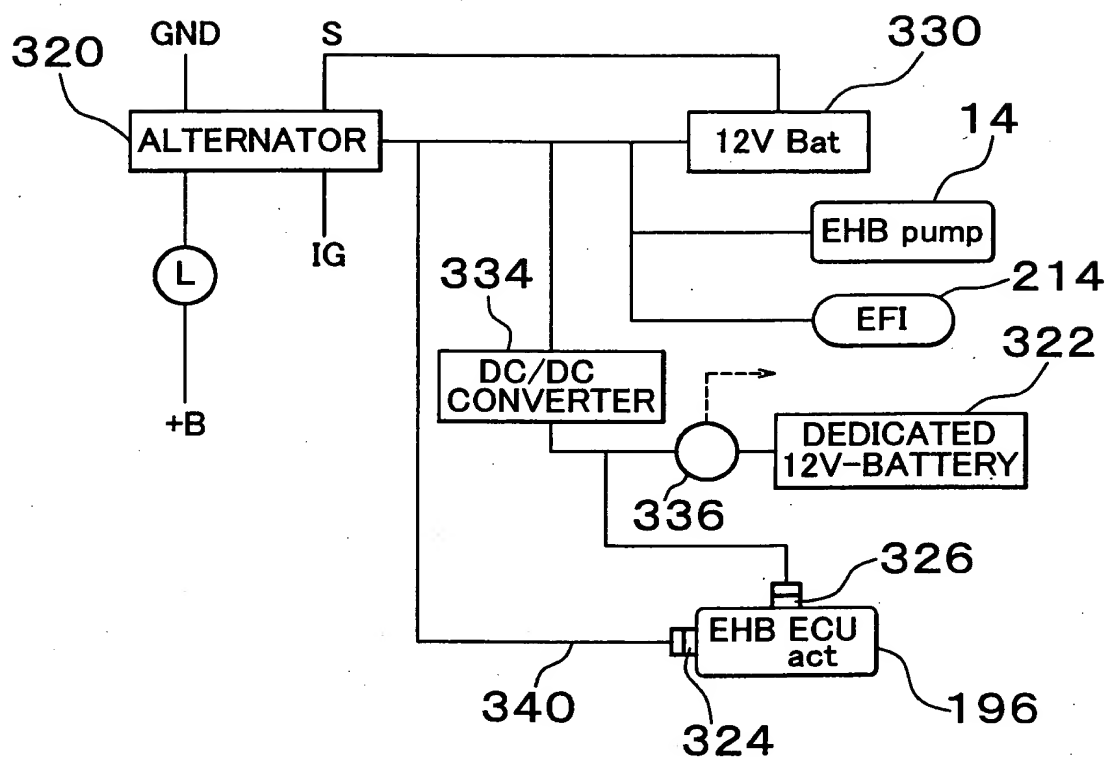 GND
S
320
330
ALTERNATOR
12V Bat
14
EHB pump
L
IG
334
214
EFI
322
DC/DC
CONVERTER
+B
DEDICATED
12V-BATTERY
336
326
EHB ECU
act
340
324
196